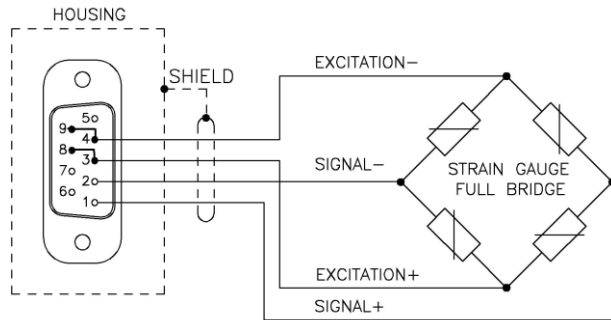 HOUSING
SHIELD
EXCITATION−
5
9
4
8
3
7
2
6
1
SIGNAL−
STRAIN GAUGE
FULL BRIDGE
EXCITATION+
SIGNAL+